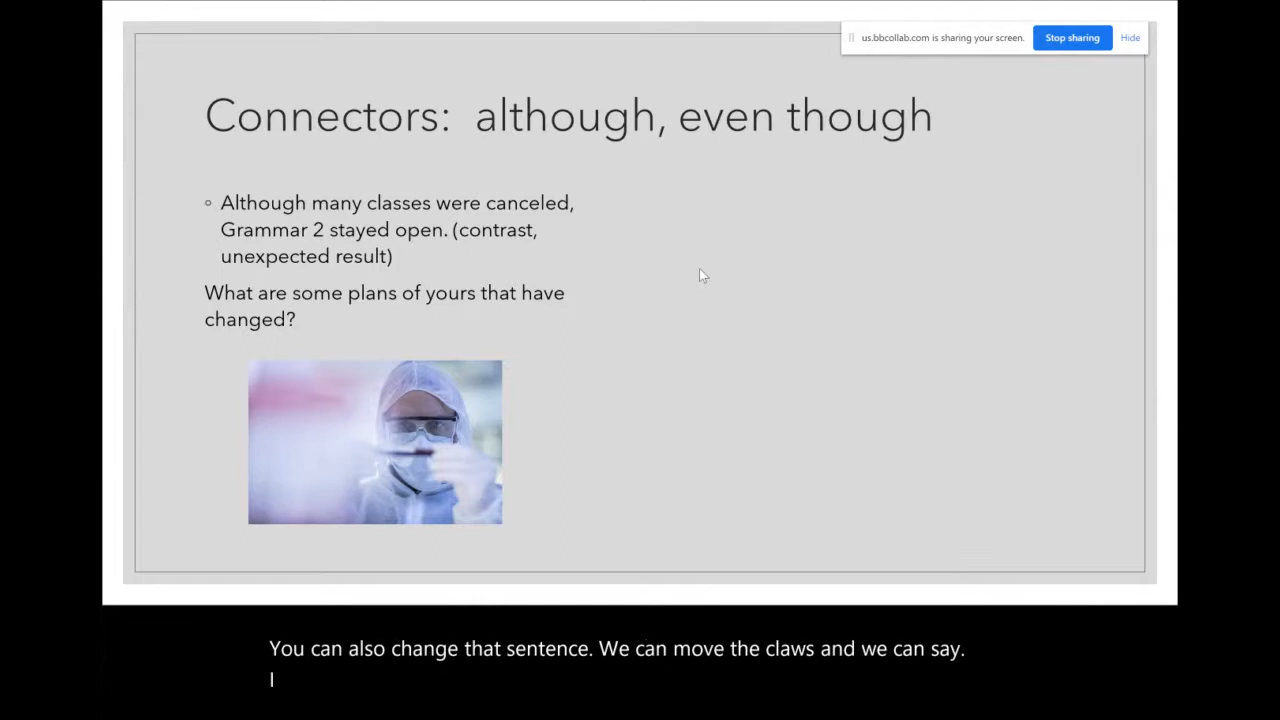 us.bbcollab.com is sharing your screen.
Stop sharing
Hide
Connectors: although, even though
Although many classes were canceled,
Grammar 2 stayed open. (contrast,
unexpected result)
What are some plans of yours that have
changed?
You can also change that sentence. We can move the claws and we can say.
I